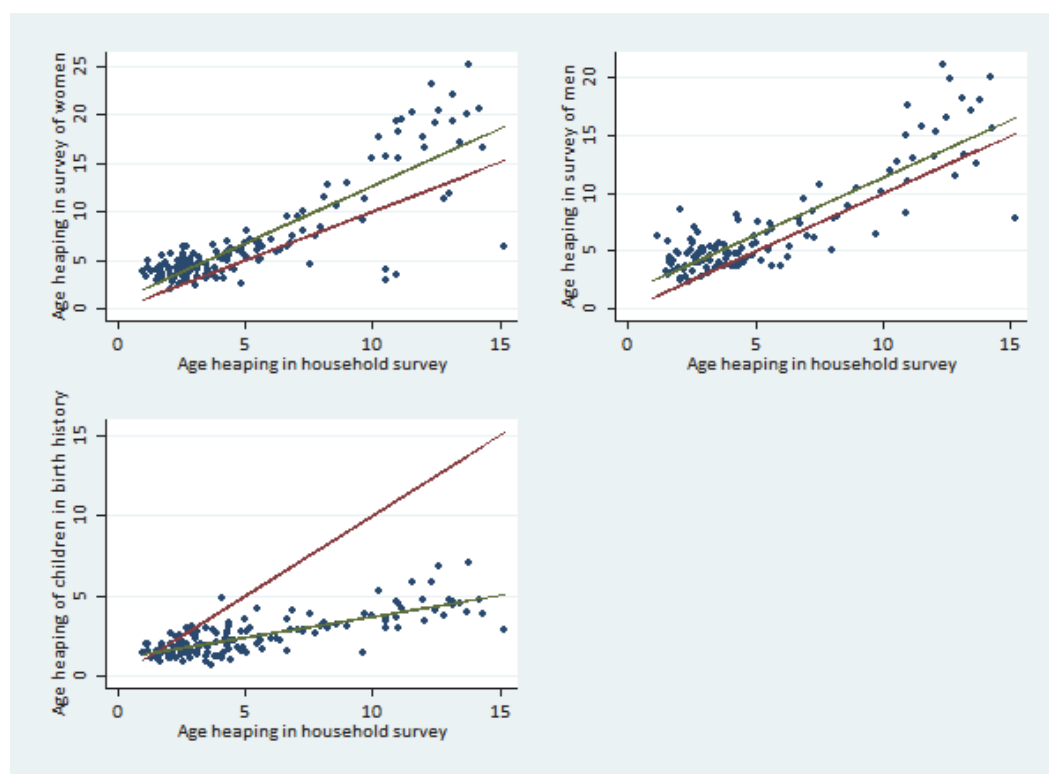 Age heaping in survey of women
25
20
15
10
5
0
0 5 10 15
Age heaping in household survey
Age heaping in survey of men
20
15
10
5
0
0 5 10 15
Age heaping in household survey
Age heaping of children in birth history
15
10
5
0
0 5 10 15
Age heaping in household survey